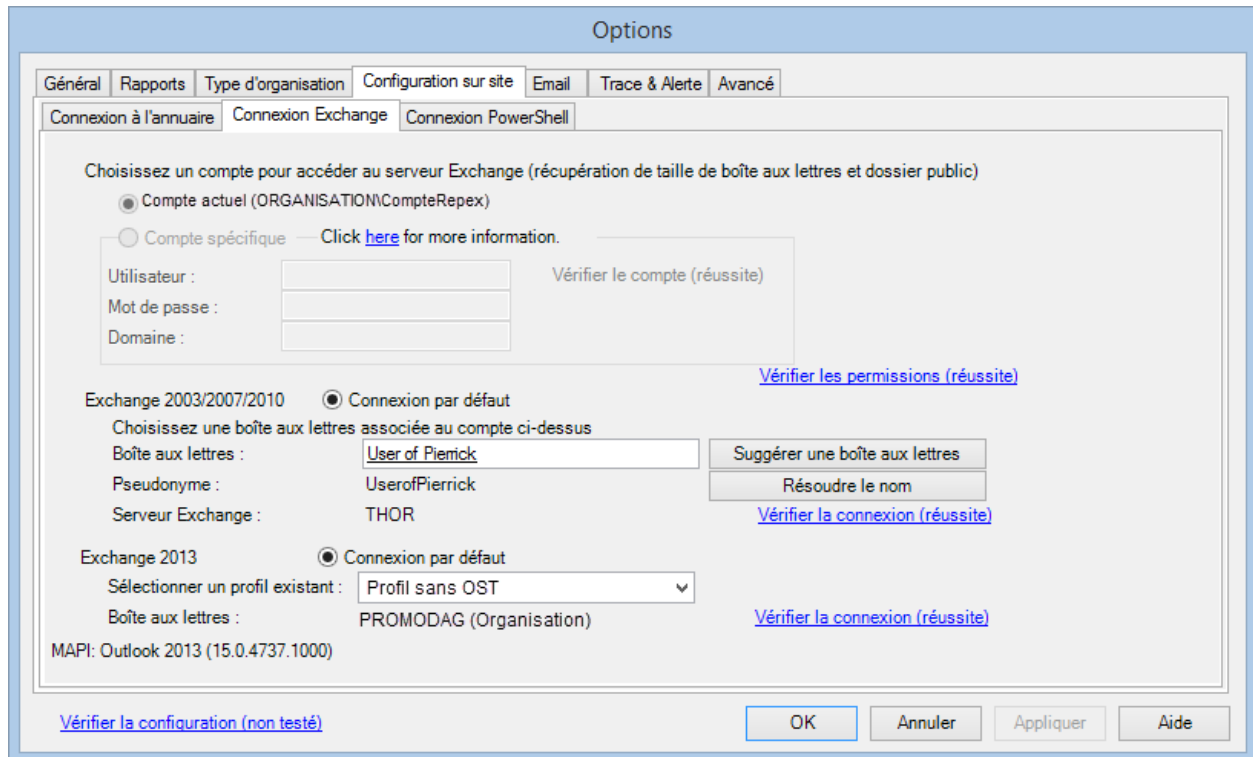 Options
Général Rapports Type d'organisation Configuration sur site Email Trace & Alerte Avancé
Connexion à l'annuaire Connexion Exchange Connexion PowerShell
Choisissez un compte pour accéder au serveur Exchange (récupération de taille de boîte aux lettres et dossier public)
Compte actuel (ORGANISATION\CompteRepex)
Compte spécifique Click here for more information.
Utilisateur : Vérifier le compte (réussite)
Mot de passe :
Domaine :
Vérifier les permissions (réussite)
Exchange 2003/2007/2010 Connexion par défaut
Choisissez une boîte aux lettres associée au compte ci-dessus
Boîte aux lettres : User of Pierrick Suggérer une boîte aux lettres
Pseudonyme : UserofPierrick Résoudre le nom
Serveur Exchange : THOR Vérifier la connexion (réussite)
Exchange 2013 Connexion par défaut
Sélectionner un profil existant : Profil sans OST
Boîte aux lettres : PROMODAG (Organisation) Vérifier la connexion (réussite)
MAPI: Outlook 2013 (15.0.4737.1000)
Vérifier la configuration (non testé) OK Annuler Appliquer Aide